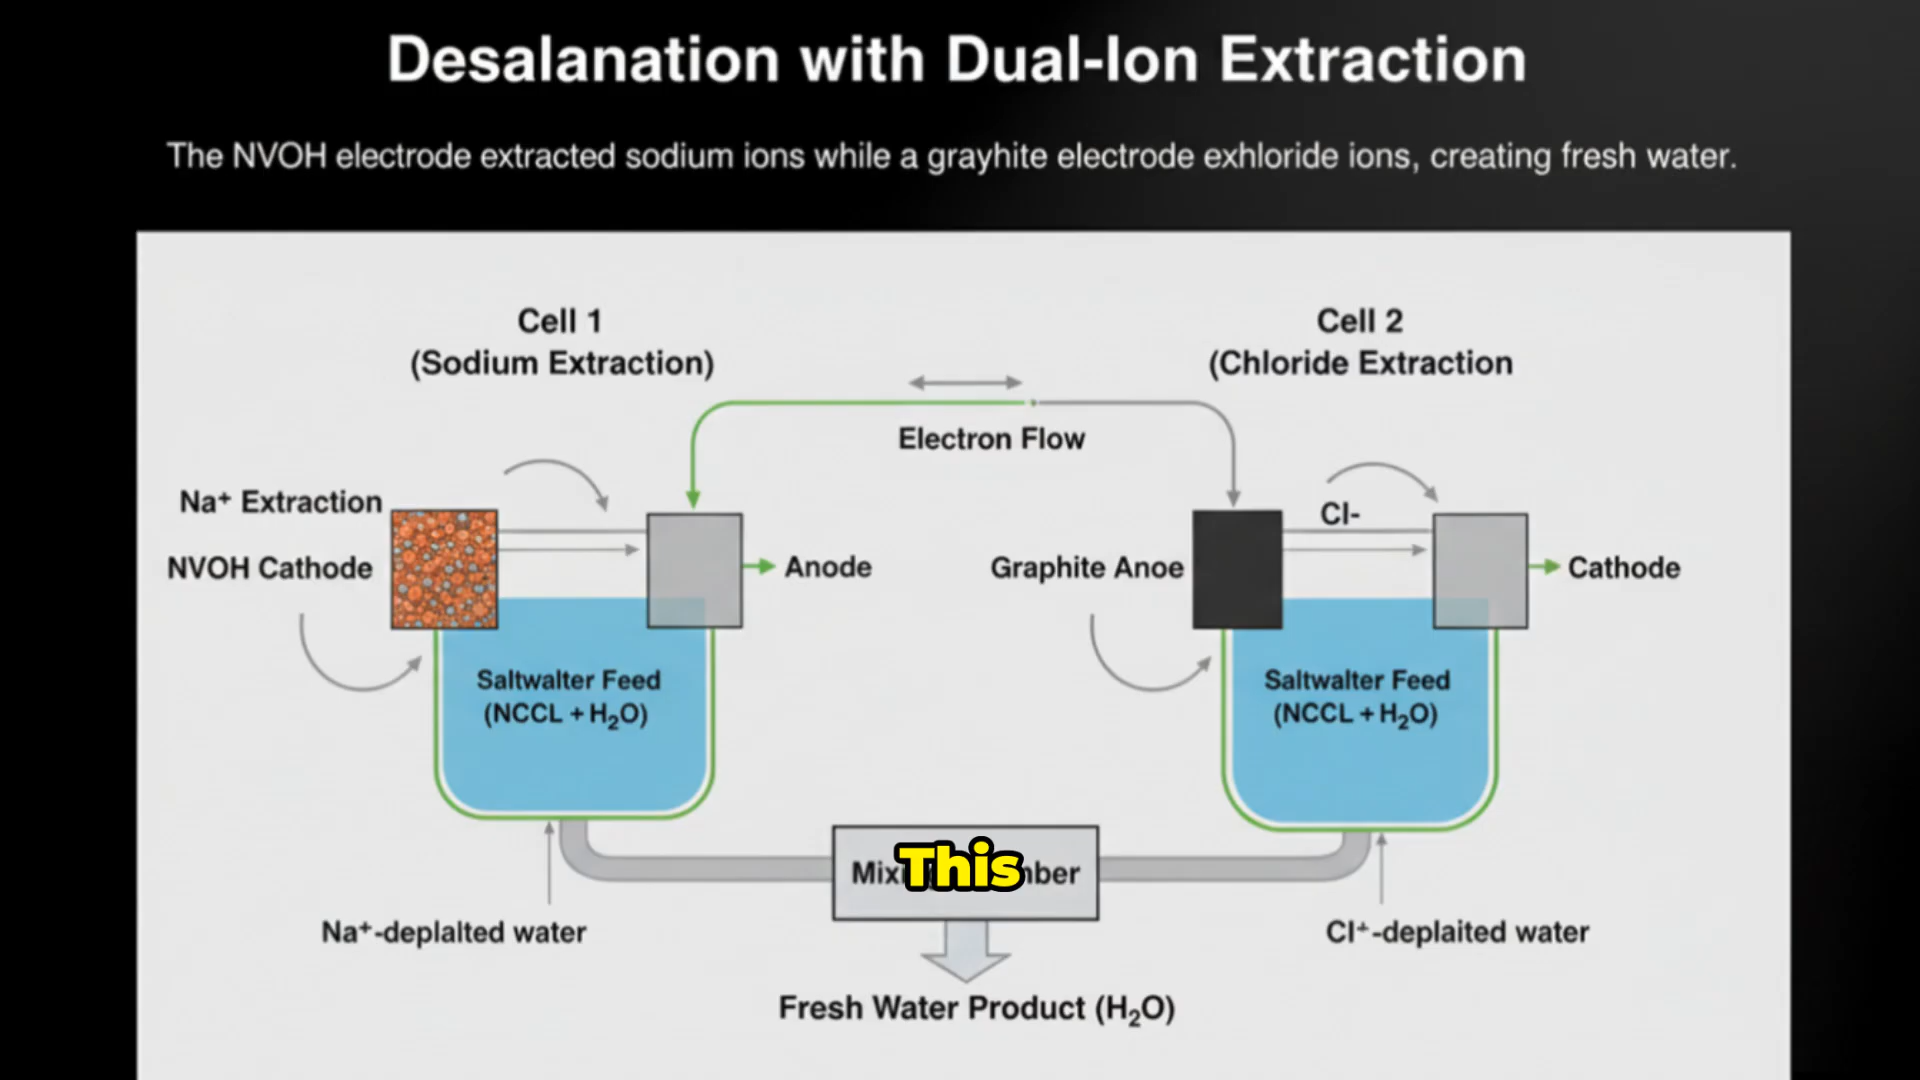 Desalanation with Dual-Ion Extraction
The NVOH electrode extracted sodium ions while a grayhite electrode exhloride ions, creating fresh water.
Cell 1
(Sodium Extraction)
Cell 2
(Chloride Extraction
Electron Flow
Na⁺ Extraction
NVOH Cathode
Anode
Graphite Anoe
Cl-
Cathode
Saltwalter Feed
(NCCL + H₂O)
Saltwalter Feed
(NCCL + H₂O)
This
Na⁺-deplalted water
Cl⁺-deplaited water
Fresh Water Product (H₂O)